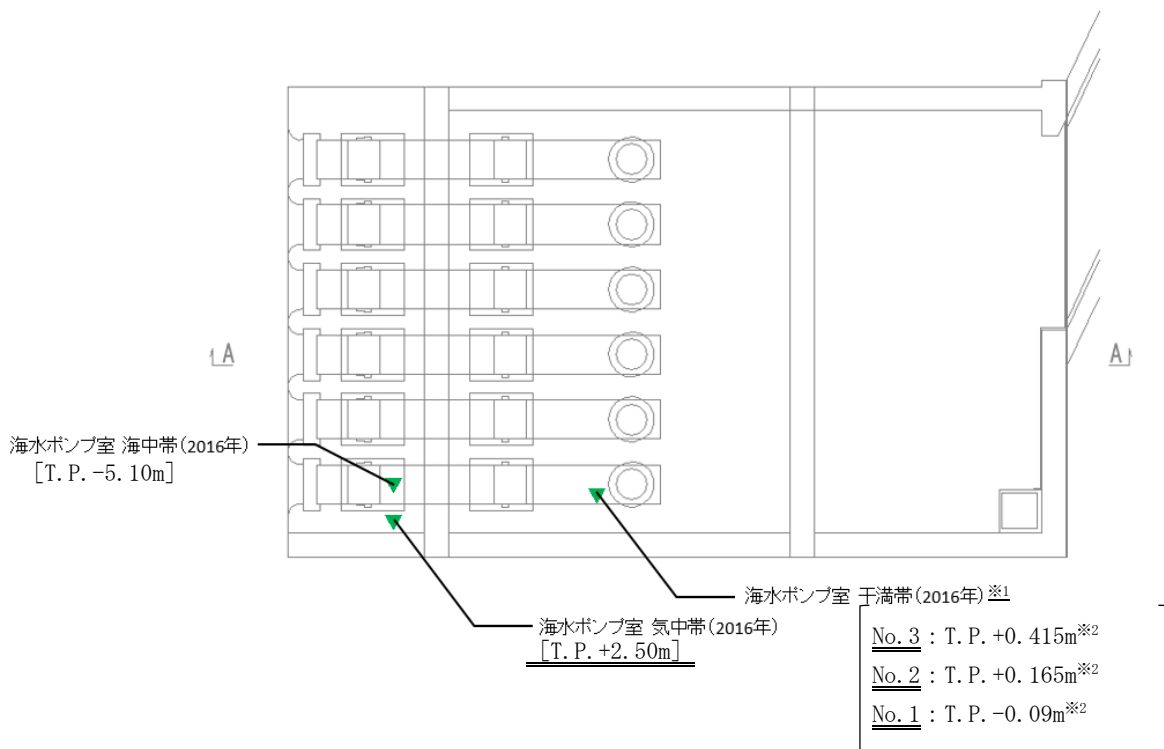 A
A
海水ポンプ室 海中帯(2016年)
[T.P.-5.10m]
海水ポンプ室 干満帯(2016年)※1
海水ポンプ室 気中帯(2016年)
[T.P.+2.50m]
No.3：T.P.+0.415m※2
No.2：T.P.+0.165m※2
No.1：T.P.-0.09m※2